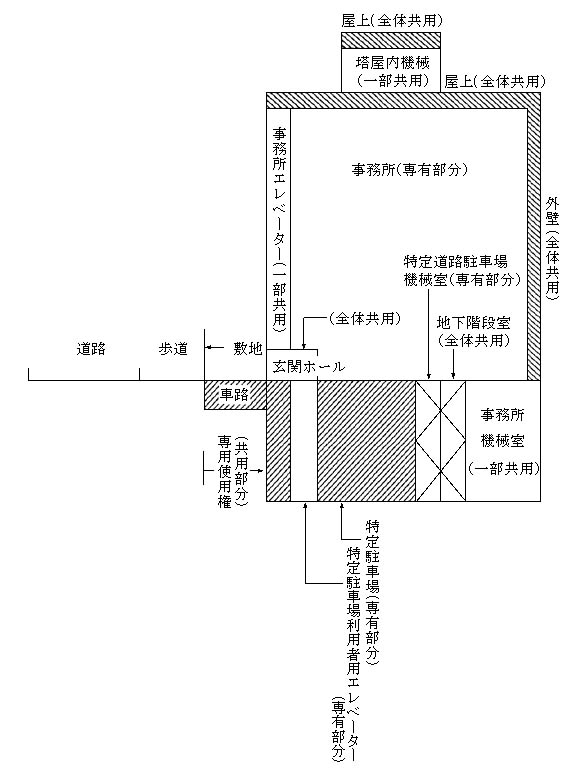 屋上(全体共用)
塔屋内機械
(一部共用)
屋上(全体共用)
事務所エレベーター(一部共用)
事務所(専有部分)
外壁(全体共用)
特定道路駐車場
機械室(専有部分)
(全体共用)
地下階段室
(全体共用)
道路
歩道
敷地
玄関ホール
車路
事務所
機械室
(一部共用)
(共用部分)
専用使用権
特定駐車場(専有部分)
特定駐車場利用者用エレベーター
(専有部分)